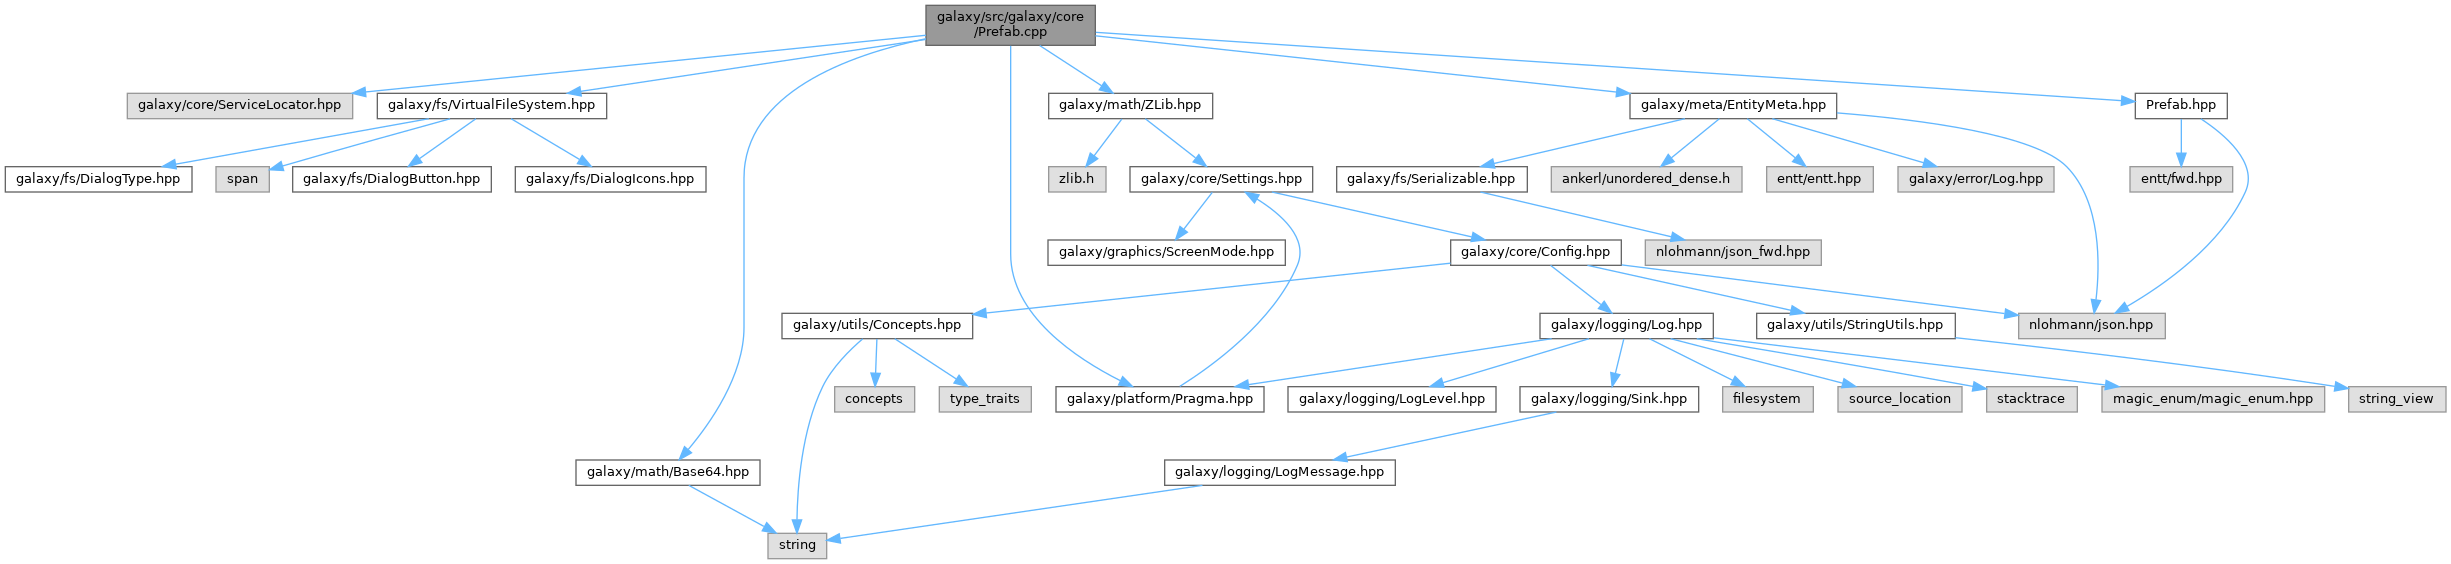 galaxy/src/galaxy/core
/Prefab.cpp
galaxy/core/ServiceLocator.hpp
galaxy/fs/VirtualFileSystem.hpp
galaxy/math/ZLib.hpp
galaxy/meta/EntityMeta.hpp
Prefab.hpp
galaxy/fs/DialogType.hpp
span
galaxy/fs/DialogButton.hpp
galaxy/fs/DialogIcons.hpp
zlib.h
galaxy/core/Settings.hpp
galaxy/fs/Serializable.hpp
ankerl/unordered_dense.h
entt/entt.hpp
galaxy/error/Log.hpp
entt/fwd.hpp
galaxy/graphics/ScreenMode.hpp
galaxy/core/Config.hpp
nlohmann/json_fwd.hpp
galaxy/utils/Concepts.hpp
galaxy/logging/Log.hpp
galaxy/utils/StringUtils.hpp
nlohmann/json.hpp
concepts
type_traits
galaxy/platform/Pragma.hpp
galaxy/logging/LogLevel.hpp
galaxy/logging/Sink.hpp
filesystem
source_location
stacktrace
magic_enum/magic_enum.hpp
string_view
galaxy/math/Base64.hpp
galaxy/logging/LogMessage.hpp
string